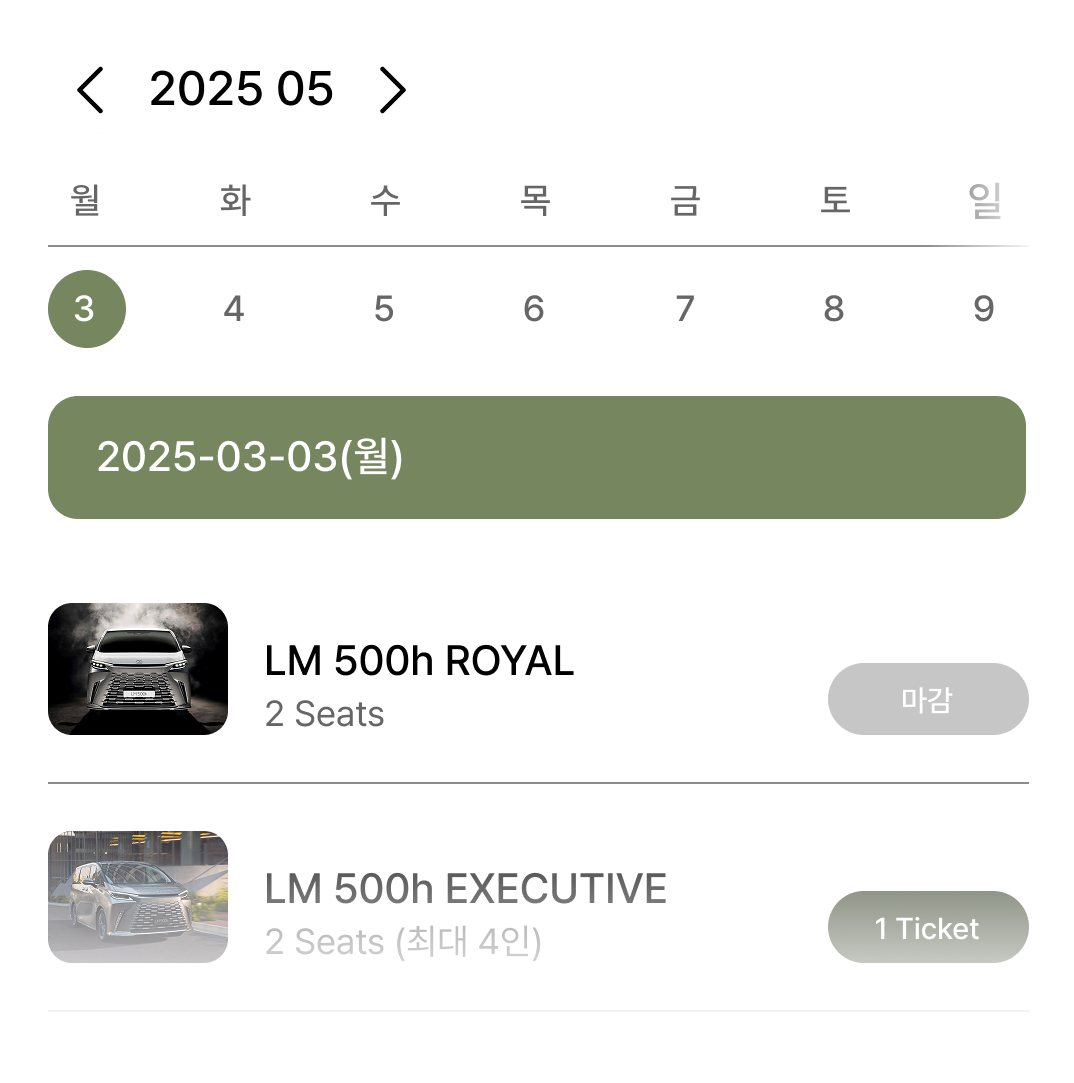 2025 05
월 화 수 목 금 토 일
3 4 5 6 7 8 9
2025-03-03(월)
LM 500h ROYAL
2 Seats
마감
LM 500h EXECUTIVE
2 Seats (최대 4인)
1 Ticket